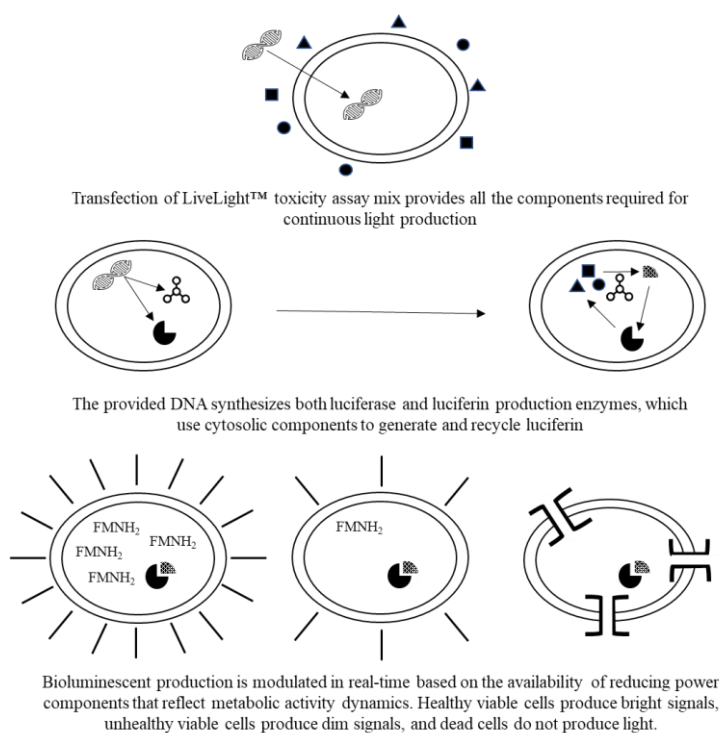 Transfection of LiveLight™ toxicity assay mix provides all the components required for
continuous light production
The provided DNA synthesizes both luciferase and luciferin production enzymes, which
use cytosolic components to generate and recycle luciferin
FMNH₂
FMNH₂
FMNH₂
FMNH₂
FMNH₂
Bioluminescent production is modulated in real-time based on the availability of reducing power
components that reflect metabolic activity dynamics. Healthy viable cells produce bright signals,
unhealthy viable cells produce dim signals, and dead cells do not produce light.